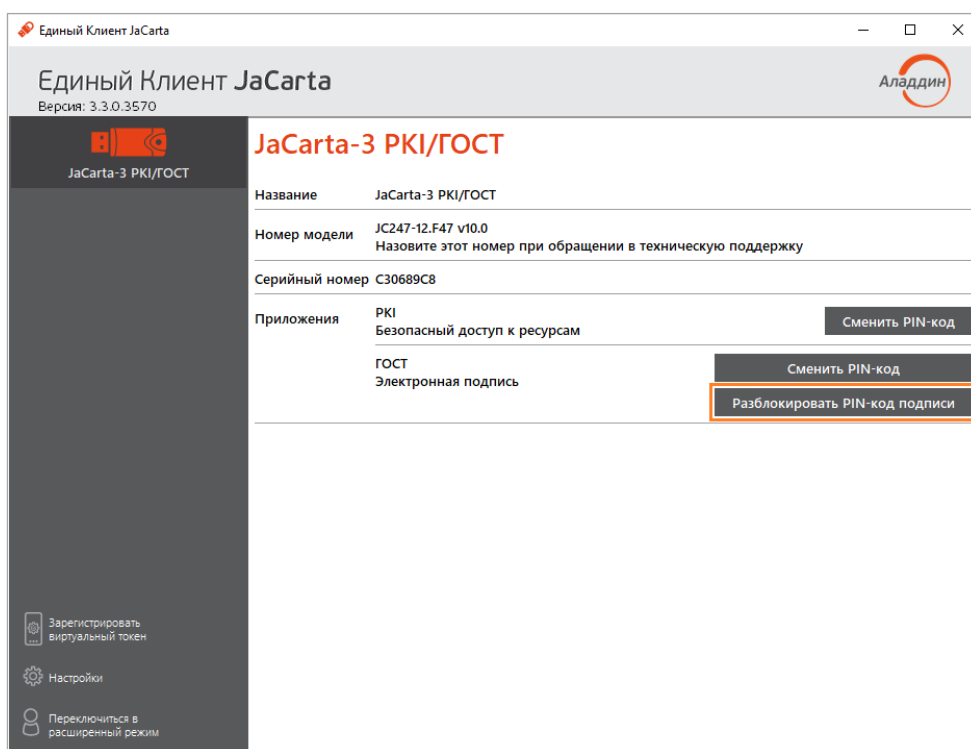 Единый Клиент JaCarta
Единый Клиент JaCarta
Версия: 3.3.0.3570
Аладдин
JaCarta-3 PKI/ГОСТ
JaCarta-3 PKI/ГОСТ
Название JaCarta-3 PKI/ГОСТ
Номер модели JC247-12.F47 v10.0
Назовите этот номер при обращении в техническую поддержку
Серийный номер C30689C8
Приложения PKI
Безопасный доступ к ресурсам
Сменить PIN-код
ГОСТ
Электронная подпись
Сменить PIN-код
Разблокировать PIN-код подписи
Зарегистрировать
виртуальный токен
Настройки
Переключиться в
расширенный режим